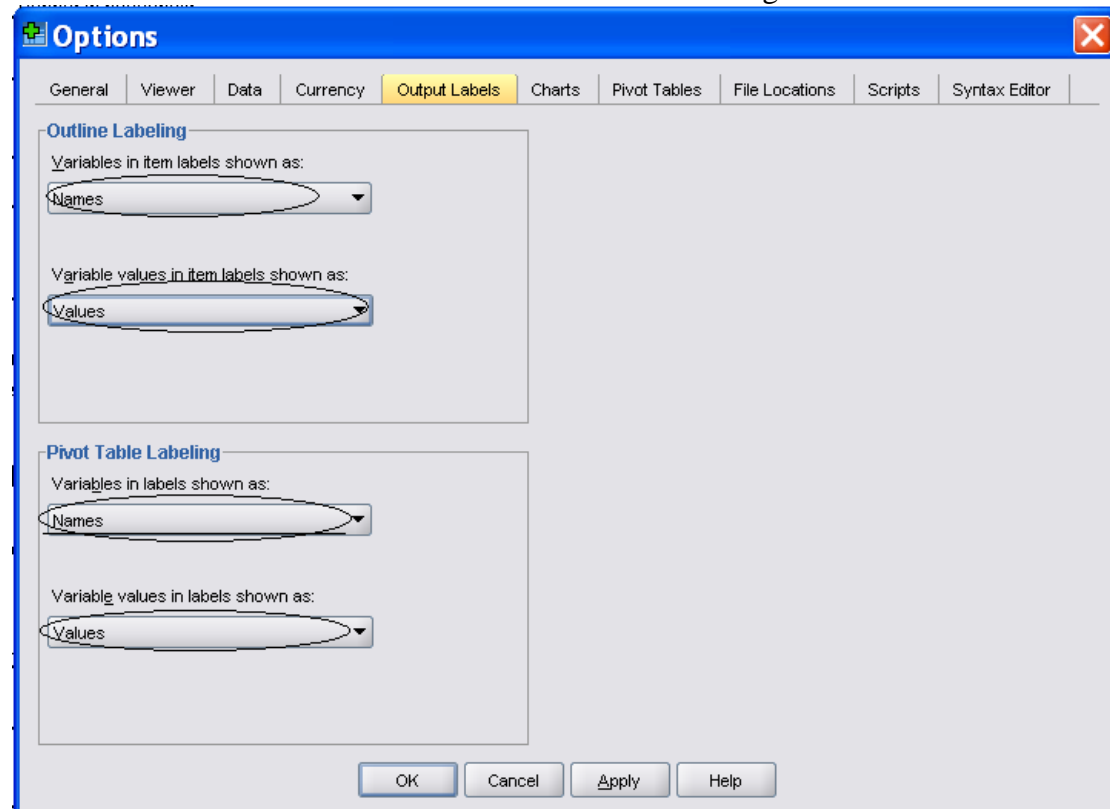 Options
General Viewer Data Currency Output Labels Charts Pivot Tables File Locations Scripts Syntax Editor
Outline Labeling
Variables in item labels shown as:
Names
Variable values in item labels shown as:
Values
Pivot Table Labeling
Variables in labels shown as:
Names
Variable values in labels shown as:
Values
OK Cancel Apply Help